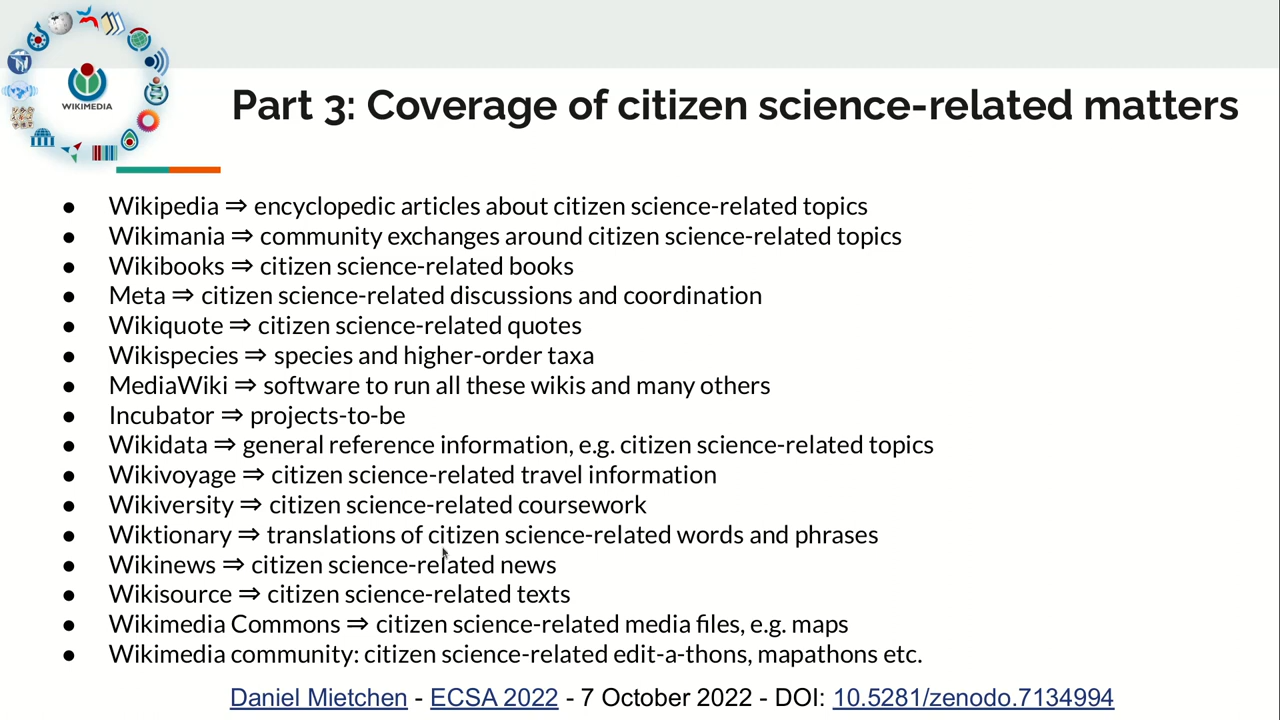 WIKIMEDIA
Part 3: Coverage of citizen science-related matters
● Wikipedia ⇒ encyclopedic articles about citizen science-related topics
● Wikimania ⇒ community exchanges around citizen science-related topics
● Wikibooks ⇒ citizen science-related books
● Meta ⇒ citizen science-related discussions and coordination
● Wikiquote ⇒ citizen science-related quotes
● Wikispecies ⇒ species and higher-order taxa
● MediaWiki ⇒ software to run all these wikis and many others
● Incubator ⇒ projects-to-be
● Wikidata ⇒ general reference information, e.g. citizen science-related topics
● Wikivoyage ⇒ citizen science-related travel information
● Wikiversity ⇒ citizen science-related coursework
● Wiktionary ⇒ translations of citizen science-related words and phrases
● Wikinews ⇒ citizen science-related news
● Wikisource ⇒ citizen science-related texts
● Wikimedia Commons ⇒ citizen science-related media files, e.g. maps
● Wikimedia community: citizen science-related edit-a-thons, mapathons etc.
Daniel Mietchen - ECSA 2022 - 7 October 2022 - DOI: 10.5281/zenodo.7134994